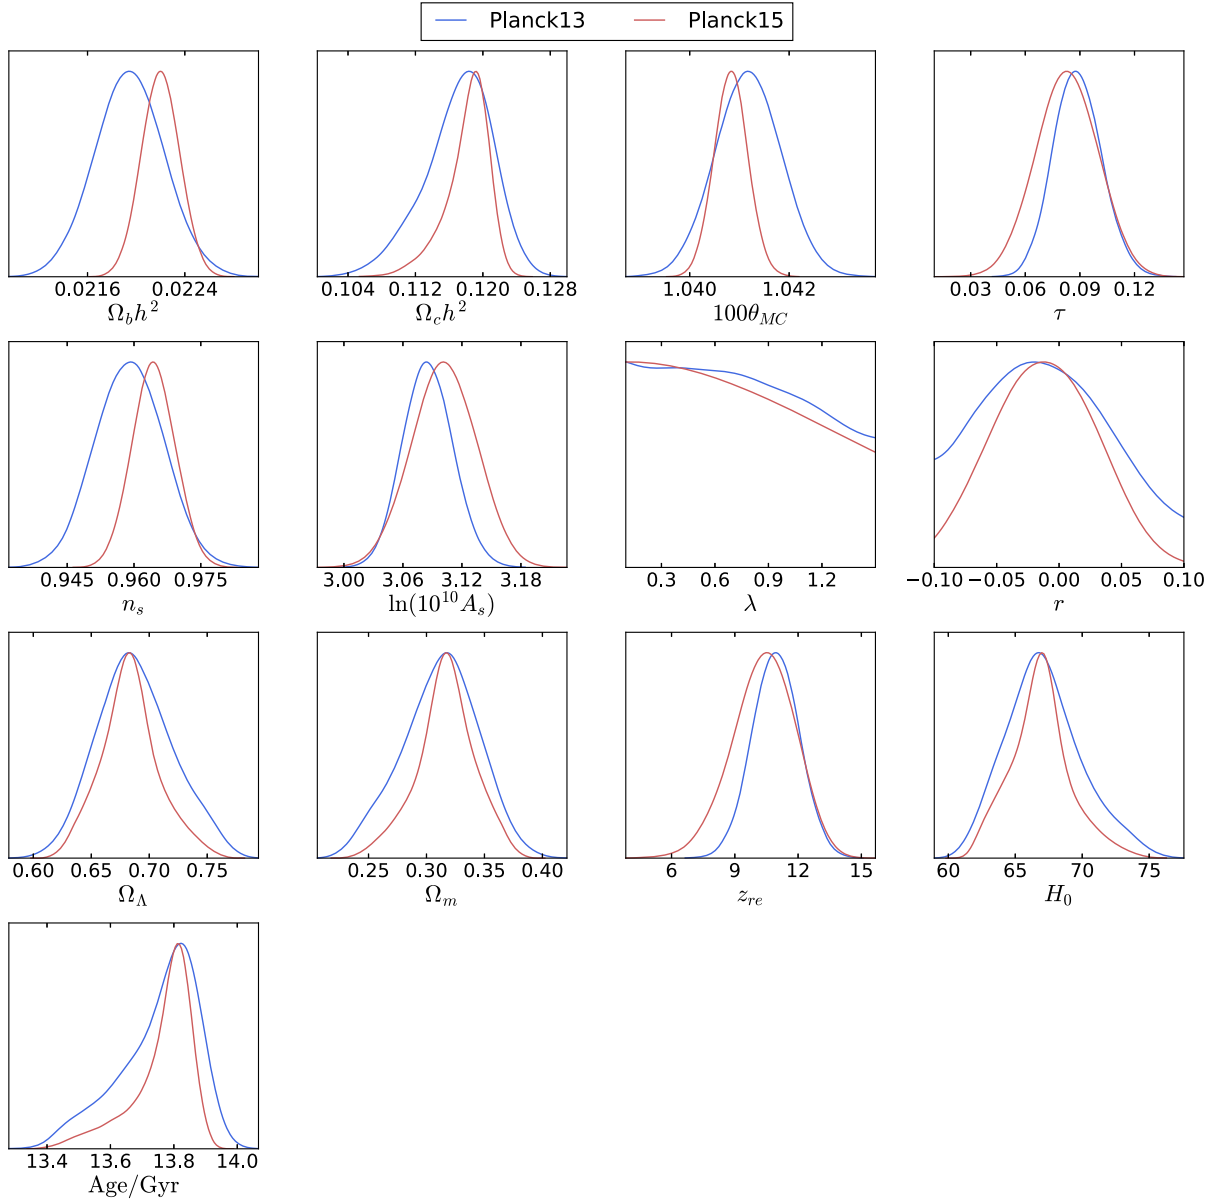 Planck13 Planck15
0.0216 0.0224
Ω_b h²
0.104 0.112 0.120 0.128
Ω_c h²
1.040 1.042
100θ_MC
0.03 0.06 0.09 0.12
τ
0.945 0.960 0.975
n_s
3.00 3.06 3.12 3.18
ln(10¹⁰ A_s)
0.3 0.6 0.9 1.2
λ
−0.10 −0.05 0.00 0.05 0.10
r
0.60 0.65 0.70 0.75
Ω_Λ
0.25 0.30 0.35 0.40
Ω_m
6 9 12 15
z_re
60 65 70 75
H_0
13.4 13.6 13.8 14.0
Age/Gyr